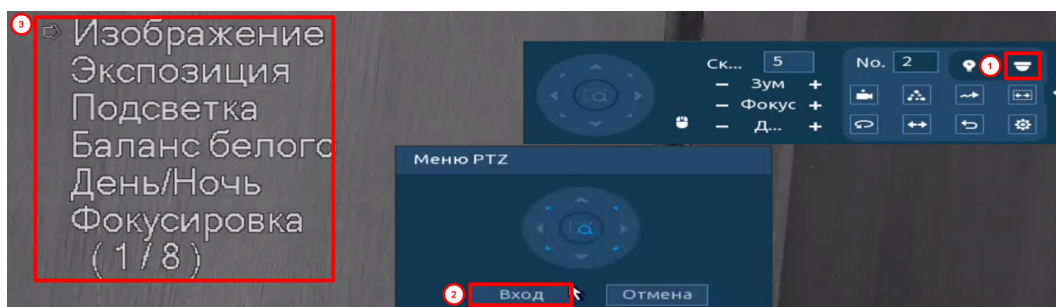 3
Изображение
Экспозиция
Подсветка
Баланс белого
День/Ночь
Фокусировка
( 1 / 8 )
Ск... 5
No. 2
1
− Зум +
− Фокус +
− Д... +
Меню PTZ
2
Вход
Отмена